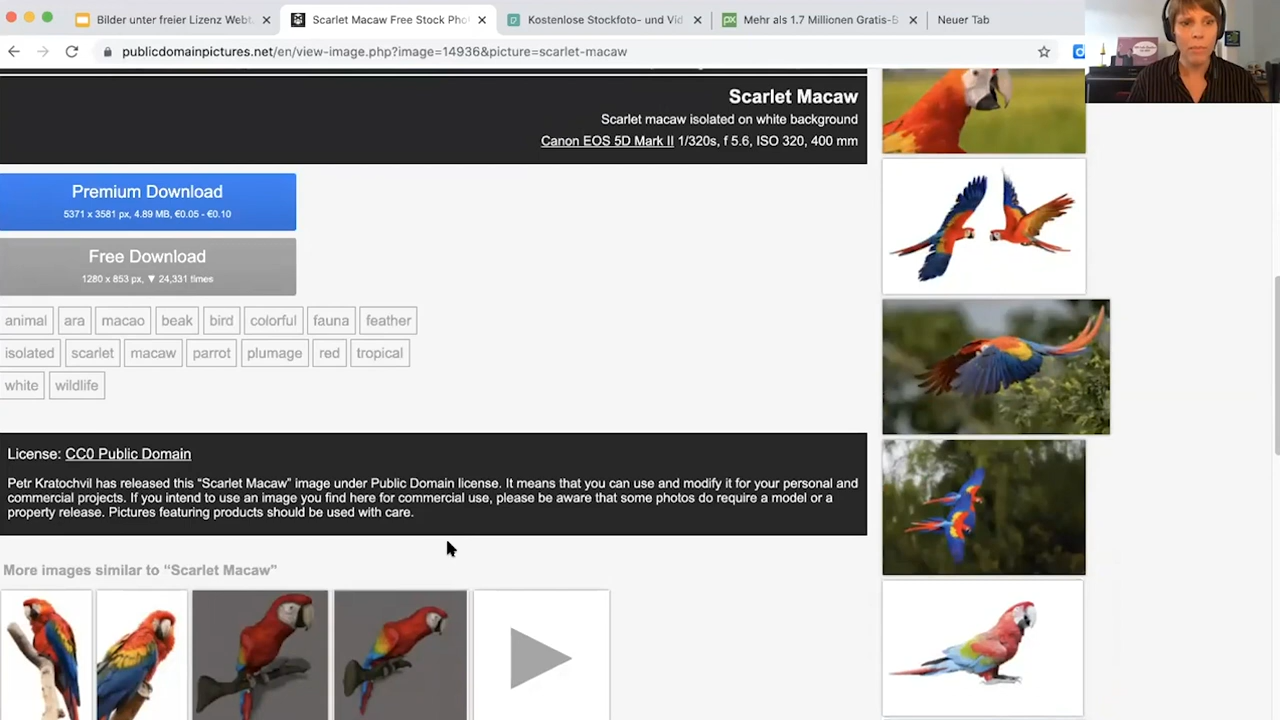 Bilder unter freier Lizenz Webt
Scarlet Macaw Free Stock Pho
Kostenlose Stockfoto- und Vid
Mehr als 1.7 Millionen Gratis-B
Neuer Tab
publicdomainpictures.net/en/view-image.php?image=14936&picture=scarlet-macaw
Scarlet Macaw
Scarlet macaw isolated on white background
Canon EOS 5D Mark II 1/320s, f 5.6, ISO 320, 400 mm
Premium Download
5371 x 3581 px, 4.89 MB, €0.05 - €0.10
Free Download
1280 x 853 px, ▼ 24,331 times
animal ara macao beak bird colorful fauna feather
isolated scarlet macaw parrot plumage red tropical
white wildlife
License: CC0 Public Domain
Petr Kratochvil has released this “Scarlet Macaw” image under Public Domain license. It means that you can use and modify it for your personal and
commercial projects. If you intend to use an image you find here for commercial use, please be aware that some photos do require a model or a
property release. Pictures featuring products should be used with care.
More images similar to “Scarlet Macaw”